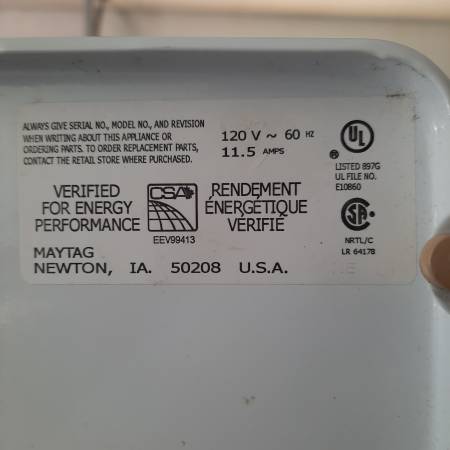 ALWAYS GIVE SERIAL NO., MODEL NO., AND REVISION
WHEN WRITING ABOUT THIS APPLIANCE OR
ORDERING PARTS. TO ORDER REPLACEMENT PARTS,
CONTACT THE RETAIL STORE WHERE PURCHASED.
120 V ~ 60 HZ
11.5 AMPS
UL
®
LISTED 897G
UL FILE NO.
E10860
VERIFIED
FOR ENERGY
PERFORMANCE
CSA
EEV99413
RENDEMENT
ÉNERGÉTIQUE
VÉRIFIÉ
SA
NRTL/C
LR 64178
MAYTAG
NEWTON, IA. 50208 U.S.A.